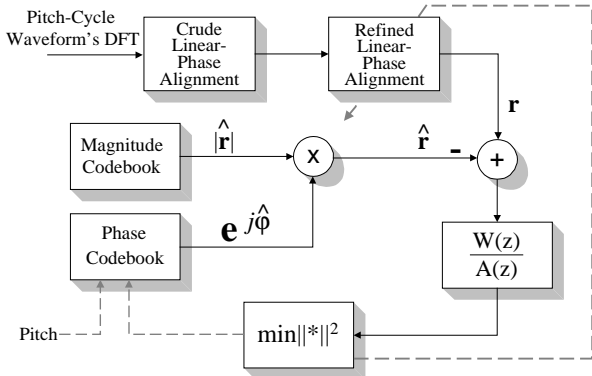 Pitch-Cycle
Waveform's DFT
Crude
Linear-
Phase
Alignment
Refined
Linear-
Phase
Alignment
r
Magnitude
Codebook
|r̂|
X
r̂
-
+
Phase
Codebook
e^{jφ̂}
W(z)
A(z)
Pitch
min||*||²